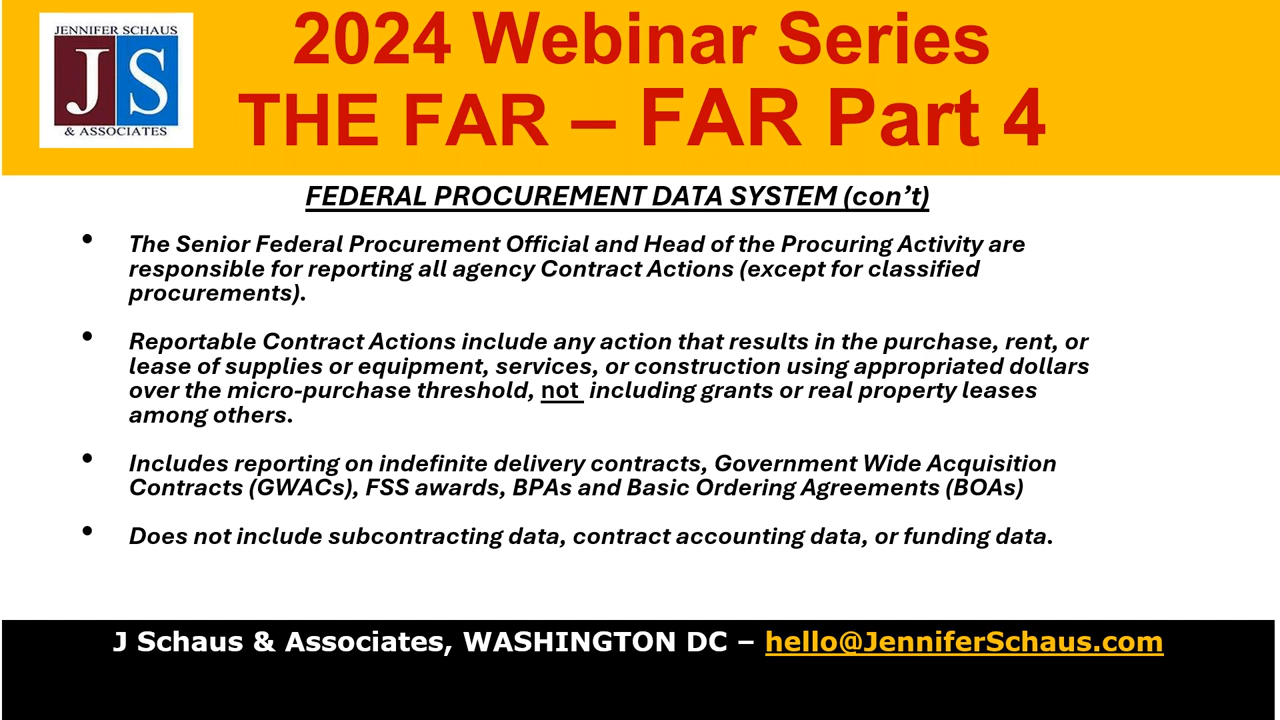 JENNIFER SCHAUS
JS
& ASSOCIATES
2024 Webinar Series
THE FAR – FAR Part 4
FEDERAL PROCUREMENT DATA SYSTEM (con’t)
• The Senior Federal Procurement Official and Head of the Procuring Activity are
responsible for reporting all agency Contract Actions (except for classified
procurements).
• Reportable Contract Actions include any action that results in the purchase, rent, or
lease of supplies or equipment, services, or construction using appropriated dollars
over the micro-purchase threshold, not including grants or real property leases
among others.
• Includes reporting on indefinite delivery contracts, Government Wide Acquisition
Contracts (GWACs), FSS awards, BPAs and Basic Ordering Agreements (BOAs)
• Does not include subcontracting data, contract accounting data, or funding data.
J Schaus & Associates, WASHINGTON DC – hello@JenniferSchaus.com